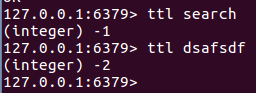 127.0.0.1:6379> ttl search
(integer) -1
127.0.0.1:6379> ttl dsafsdf
(integer) -2
127.0.0.1:6379>